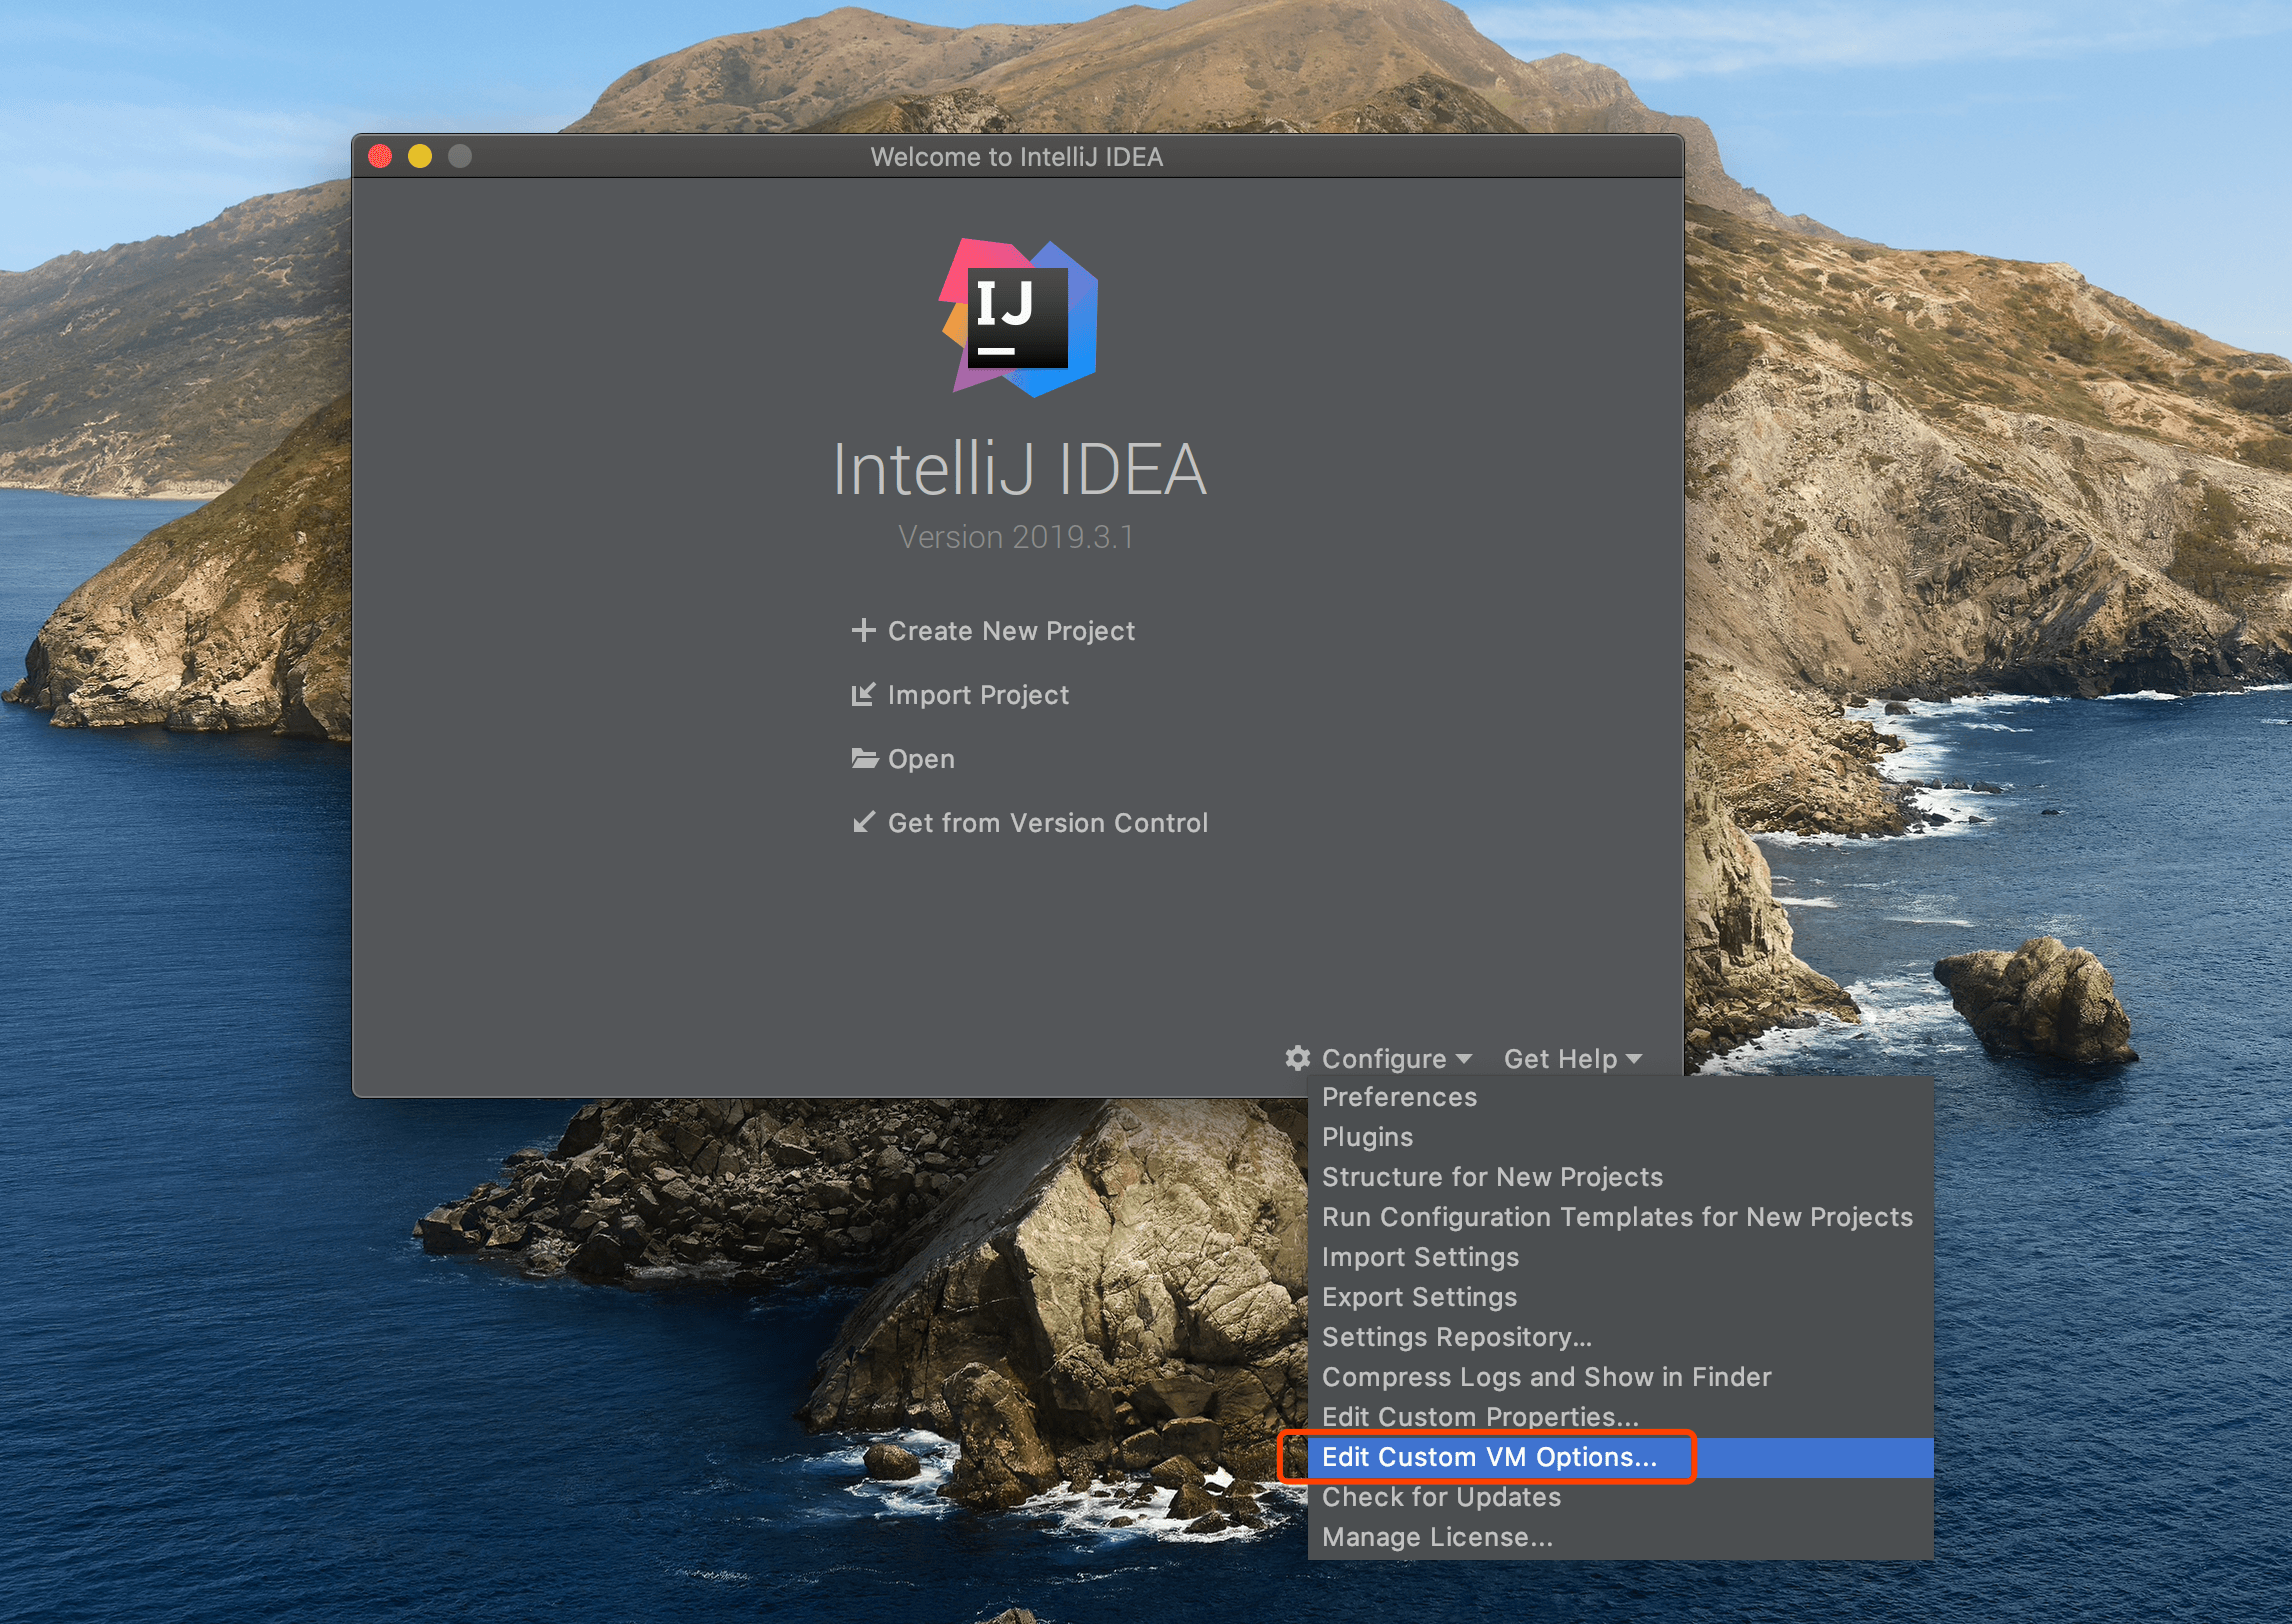 Welcome to IntelliJ IDEA
IJ
IntelliJ IDEA
Version 2019.3.1
Create New Project
Import Project
Open
Get from Version Control
Configure
Get Help
Preferences
Plugins
Structure for New Projects
Run Configuration Templates for New Projects
Import Settings
Export Settings
Settings Repository...
Compress Logs and Show in Finder
Edit Custom Properties...
Edit Custom VM Options...
Check for Updates
Manage License...